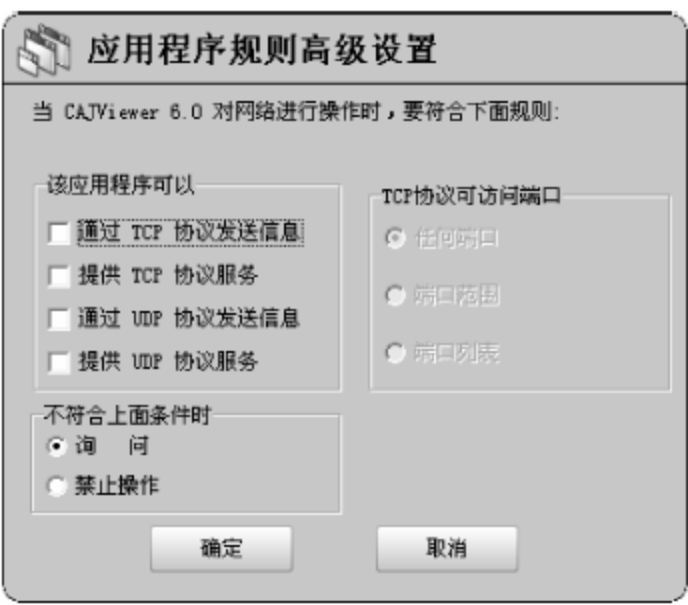 应用程序规则高级设置
当 CAJViewer 6.0 对网络进行操作时，要符合下面规则:
该应用程序可以
通过 TCP 协议发送信息
提供 TCP 协议服务
通过 UDP 协议发送信息
提供 UDP 协议服务
TCP协议可访问端口
任何端口
端口范围
端口列表
不符合上面条件时
询 问
禁止操作
确定
取消